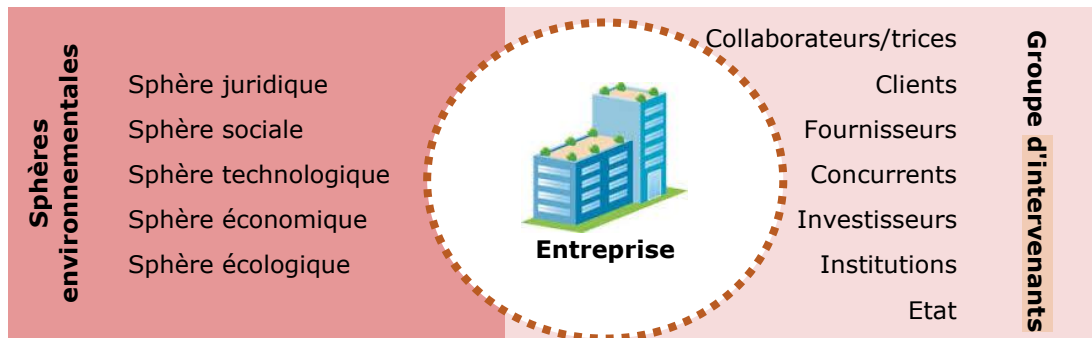 Sphères
environnementales
Sphère juridique
Sphère sociale
Sphère technologique
Sphère économique
Sphère écologique
Entreprise
Collaborateurs/trices
Clients
Fournisseurs
Concurrents
Investisseurs
Institutions
Etat
Groupe d'intervenants